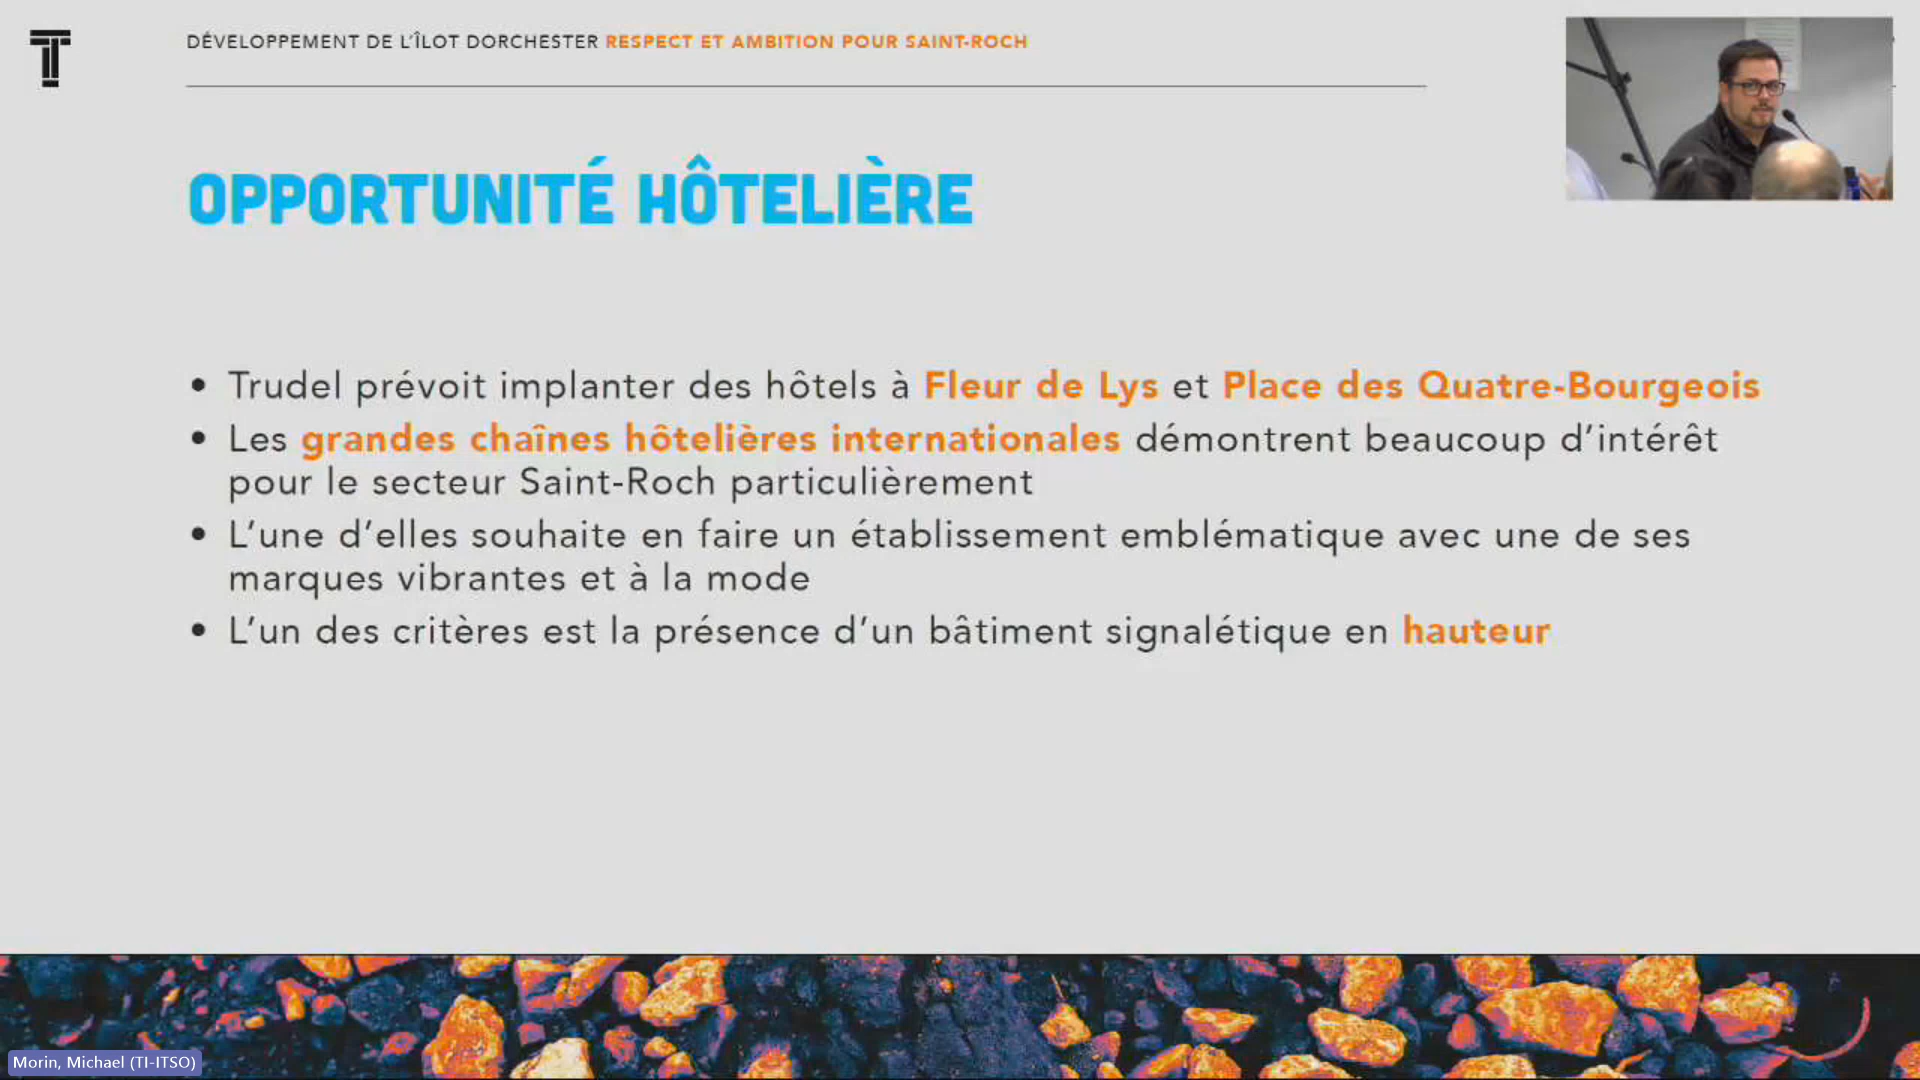 DÉVELOPPEMENT DE L'ÎLOT DORCHESTER RESPECT ET AMBITION POUR SAINT-ROCH
OPPORTUNITÉ HÔTELIÈRE
• Trudel prévoit implanter des hôtels à Fleur de Lys et Place des Quatre-Bourgeois
• Les grandes chaînes hôtelières internationales démontrent beaucoup d'intérêt
pour le secteur Saint-Roch particulièrement
• L'une d'elles souhaite en faire un établissement emblématique avec une de ses
marques vibrantes et à la mode
• L'un des critères est la présence d'un bâtiment signalétique en hauteur
Morin, Michael (TI-ITSO)